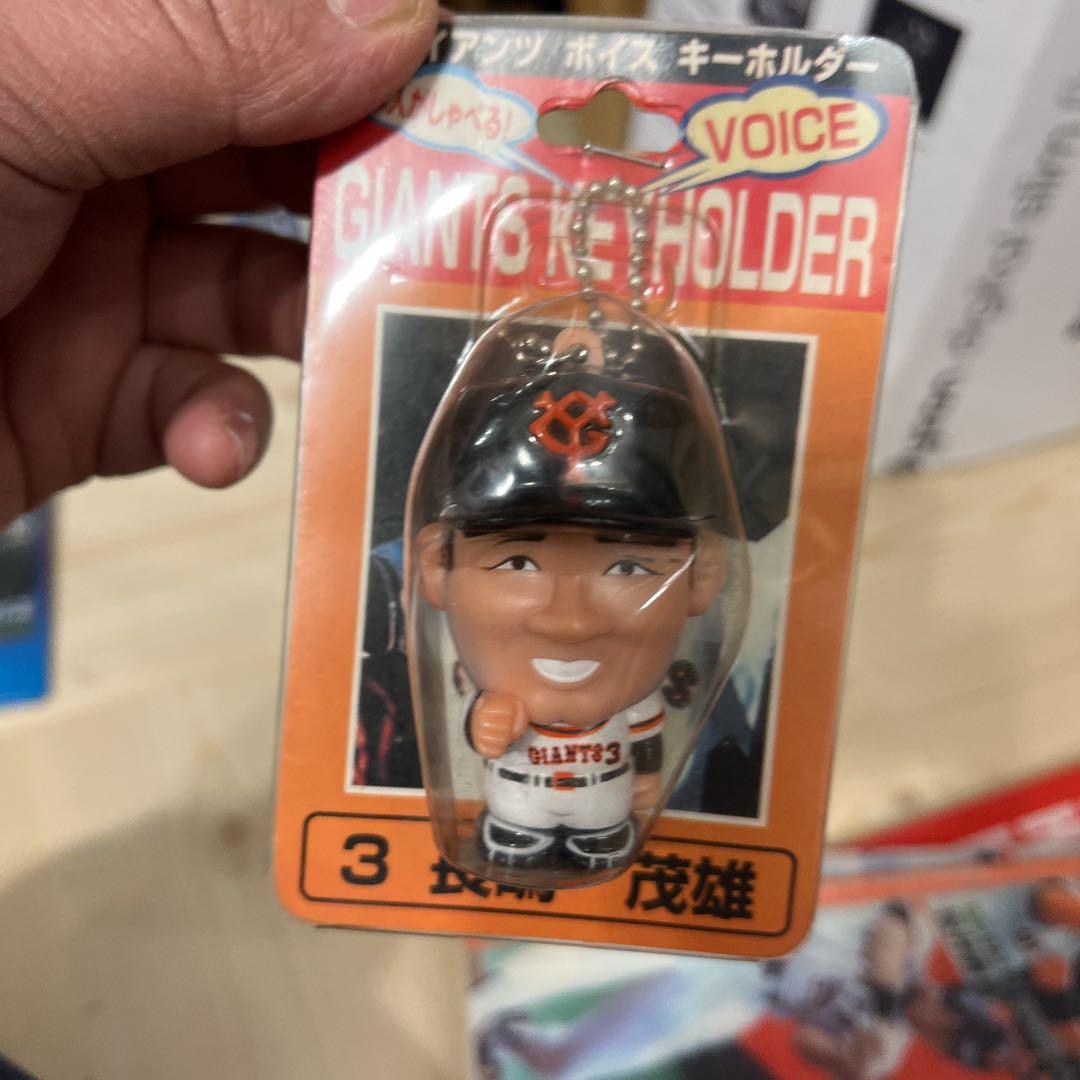 イアンツ ボイス キーホルダー
しゃべる!
VOICE
GIANTS KEYHOLDER
GIANTS 3
3 長嶋 茂雄
digital